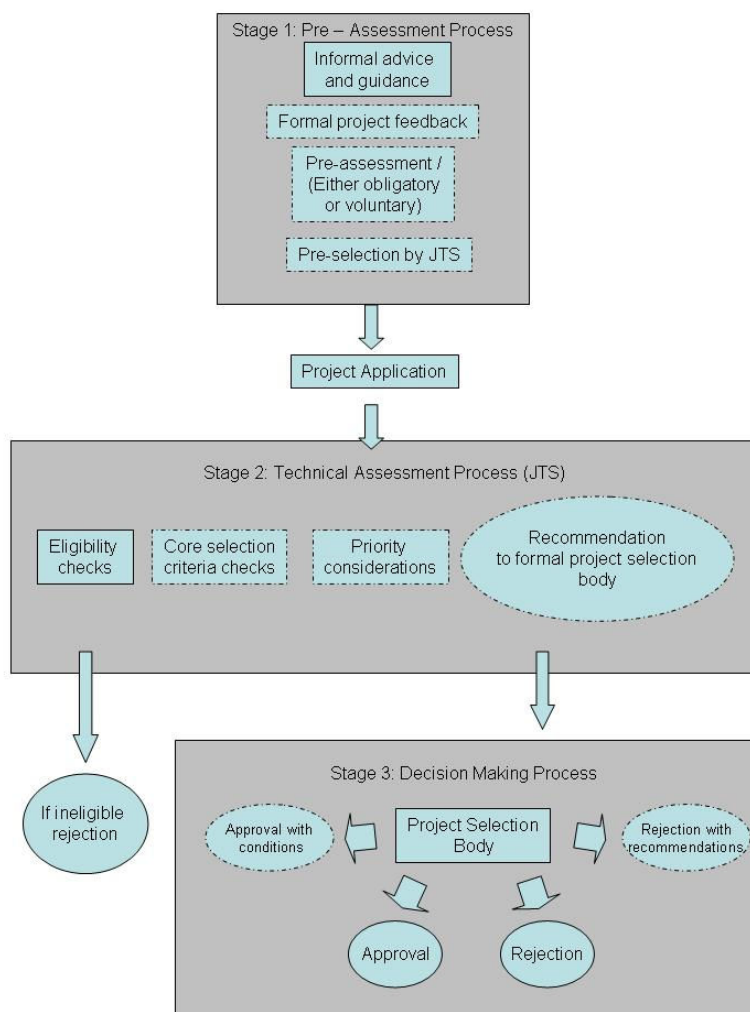 Stage 1: Pre – Assessment Process
Informal advice
and guidance
Formal project feedback
Pre-assessment /
(Either obligatory
or voluntary)
Pre-selection by JTS
Project Application
Stage 2: Technical Assessment Process (JTS)
Eligibility
checks
Core selection
criteria checks
Priority
considerations
Recommendation
to formal project selection
body
If ineligible
rejection
Stage 3: Decision Making Process
Approval with
conditions
Project Selection
Body
Rejection with
recommendations
Approval
Rejection